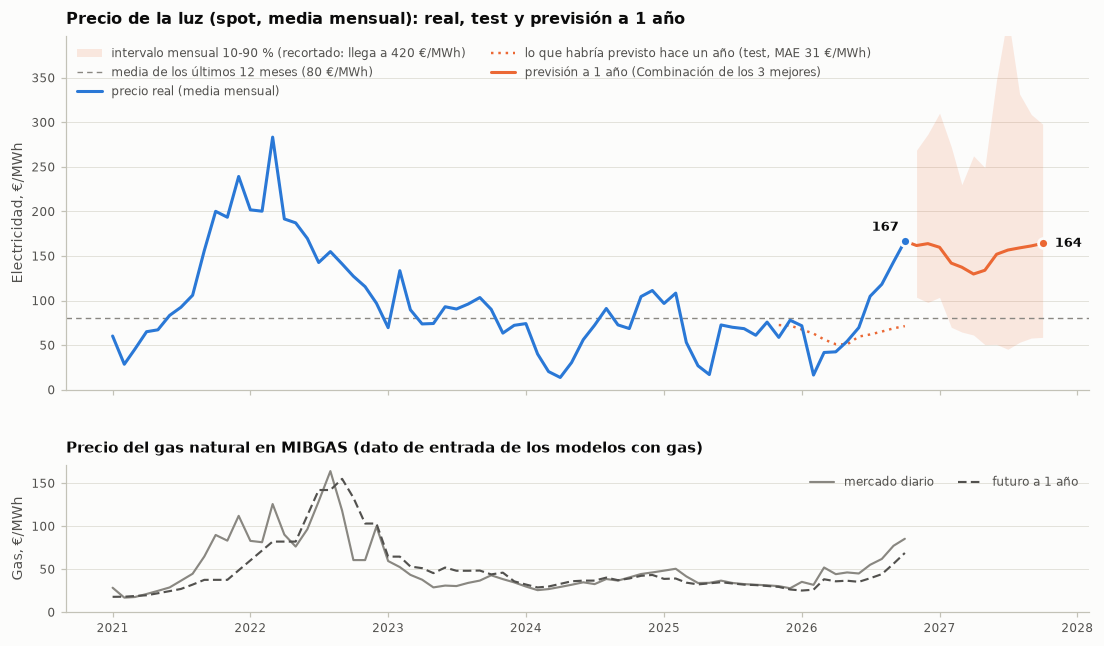 Precio de la luz (spot, media mensual): real, test y previsión a 1 año
intervalo mensual 10-90 % (recortado: llega a 420 €/MWh)
media de los últimos 12 meses (80 €/MWh)
precio real (media mensual)
lo que habría previsto hace un año (test, MAE 31 €/MWh)
previsión a 1 año (Combinación de los 3 mejores)
Electricidad, €/MWh
350
300
250
200
150
100
50
0
167
164
Precio del gas natural en MIBGAS (dato de entrada de los modelos con gas)
mercado diario
futuro a 1 año
Gas, €/MWh
150
100
50
0
2021 2022 2023 2024 2025 2026 2027 2028